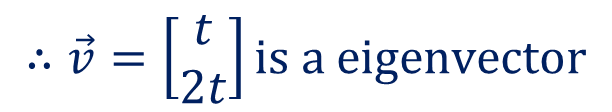 ∴ v⃗ = [t 2t] is a eigenvector